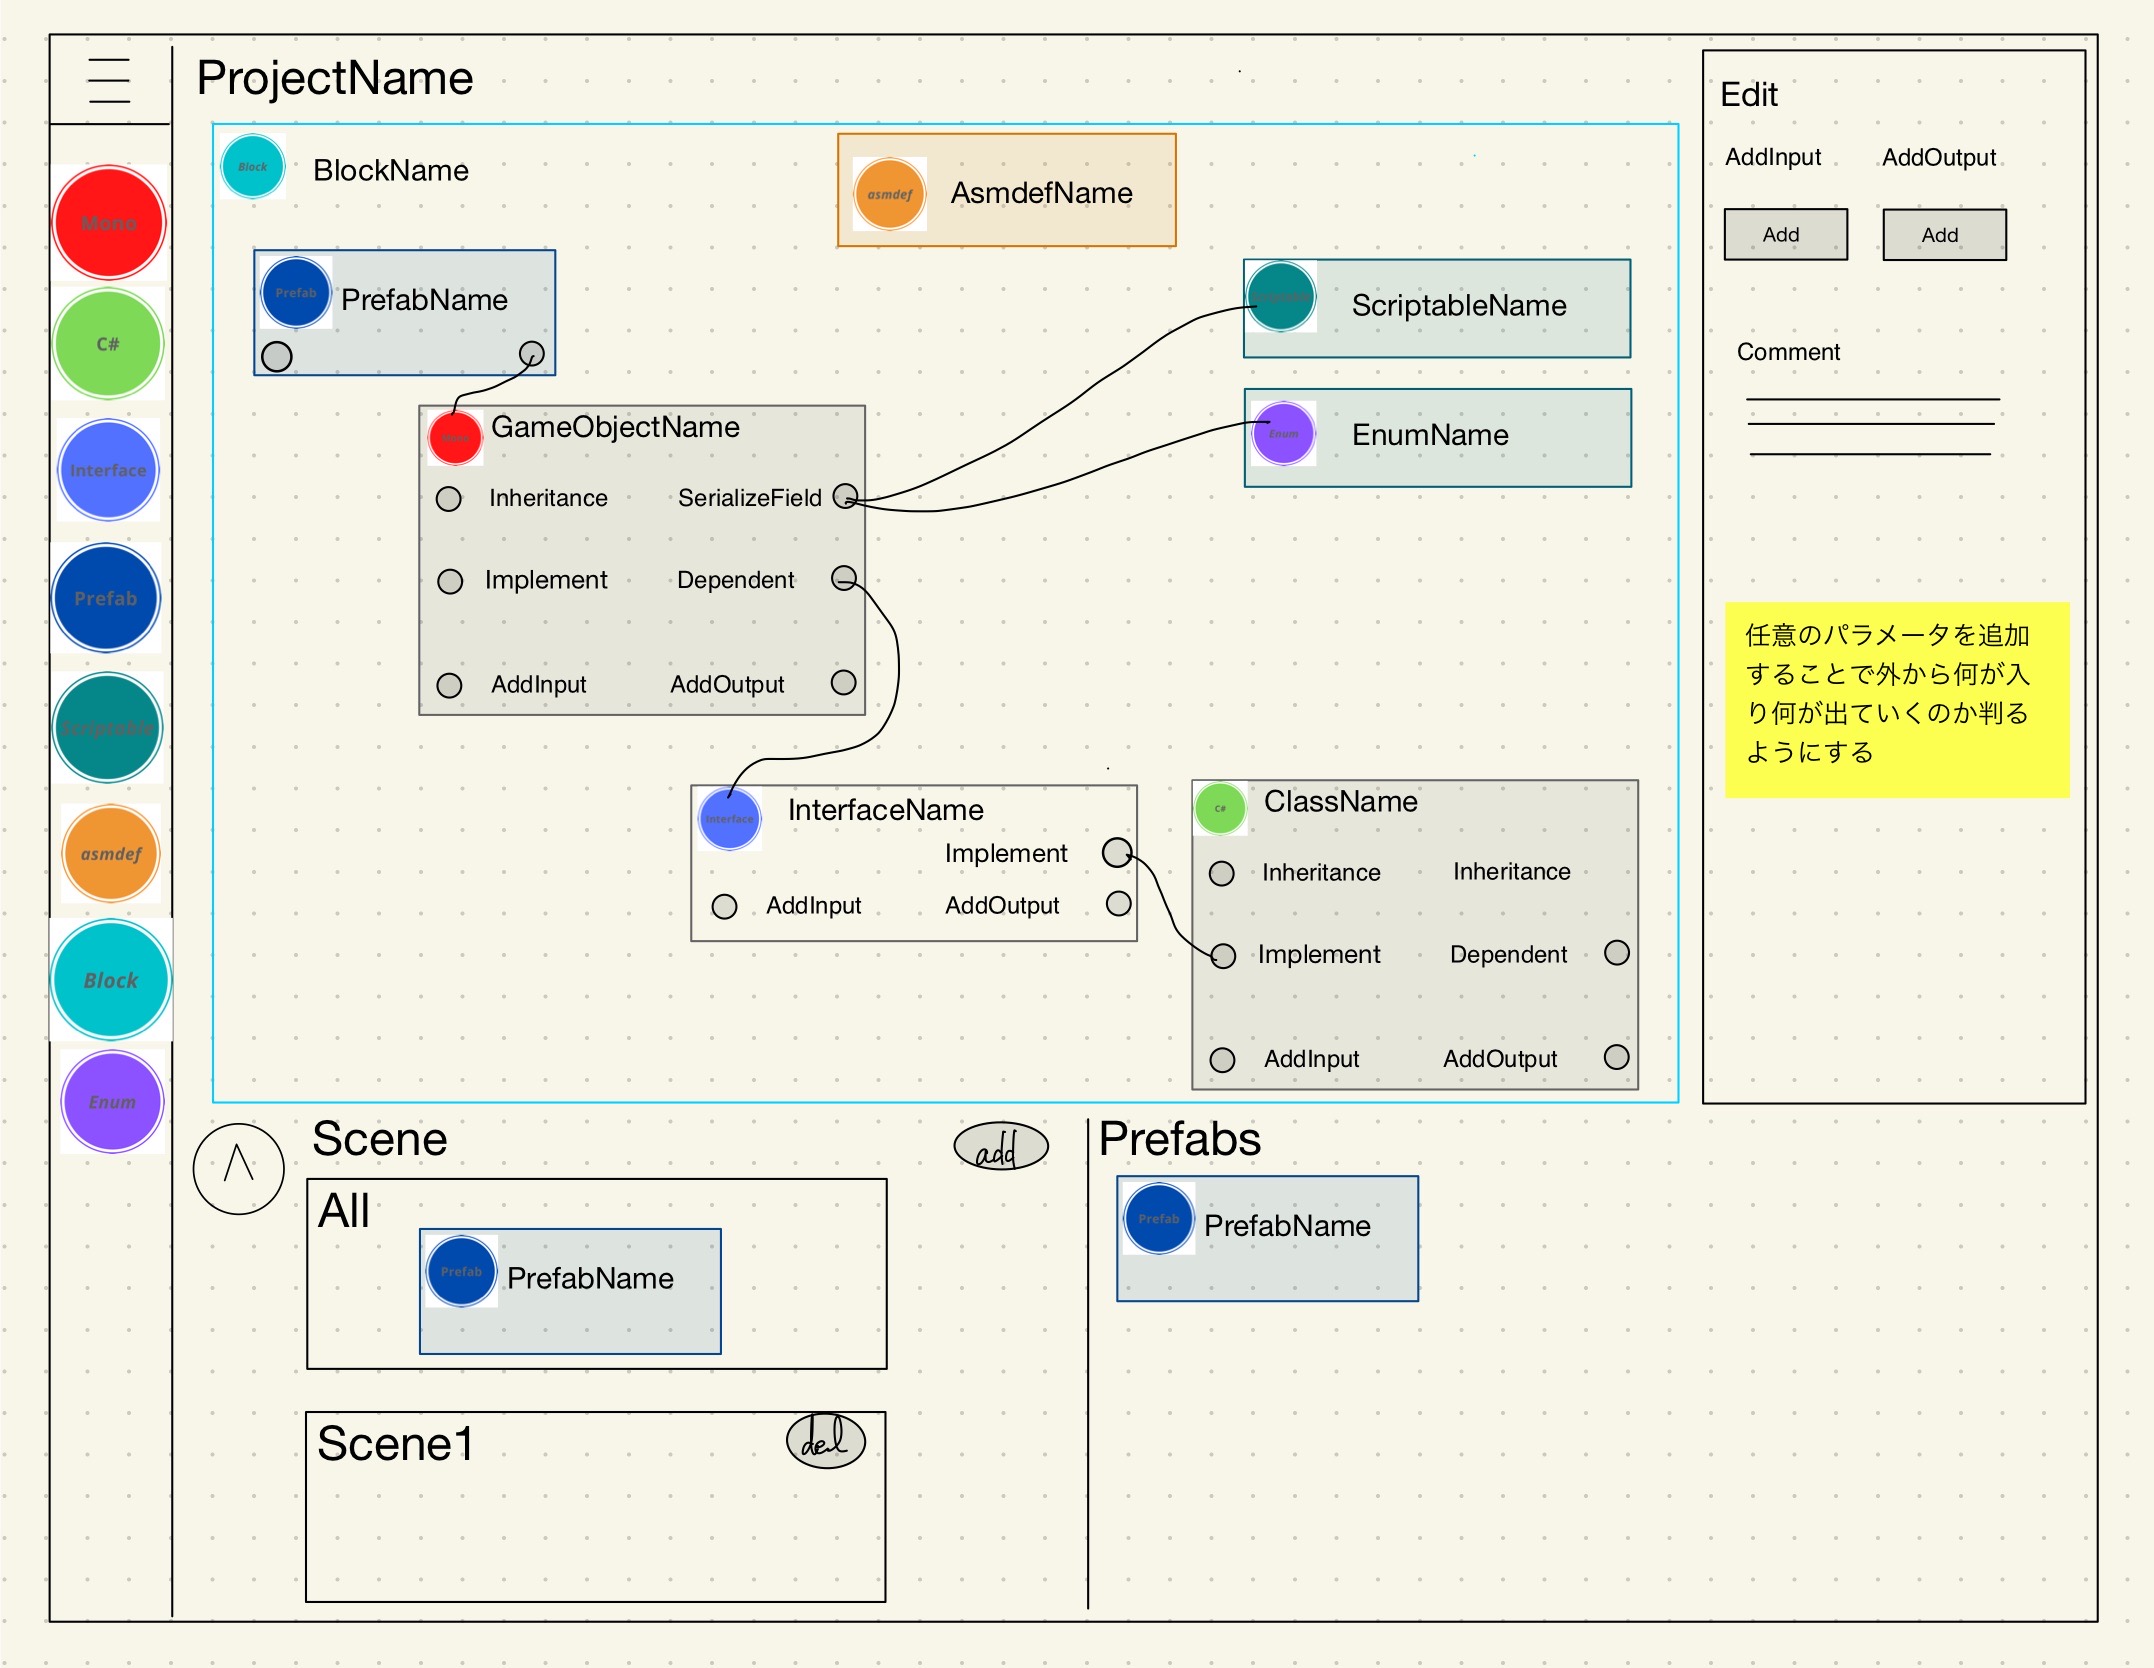 ProjectName
Mono
C#
Interface
Prefab
Scriptable
asmdef
Block
Enum
Block
BlockName
asmdef
AsmdefName
Prefab
PrefabName
ScriptableName
Enum
EnumName
GameObjectName
Inheritance SerializeField
Implement Dependent
AddInput AddOutput
Interface
InterfaceName
Implement
AddInput AddOutput
C#
ClassName
Inheritance Inheritance
Implement Dependent
AddInput AddOutput
Edit
AddInput AddOutput
Add Add
Comment
任意のパラメータを追加
することで外から何が入
り何が出ていくのか判る
ようにする
Scene
add
All
Prefab
PrefabName
Scene1
del
Prefabs
Prefab
PrefabName